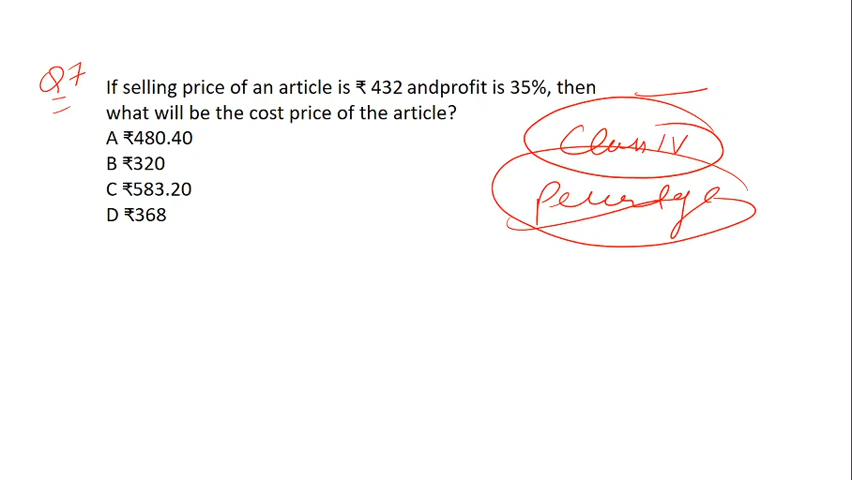 Q7
If selling price of an article is ₹ 432 andprofit is 35%, then
what will be the cost price of the article?
A ₹480.40
B ₹320
C ₹583.20
D ₹368
Class IV